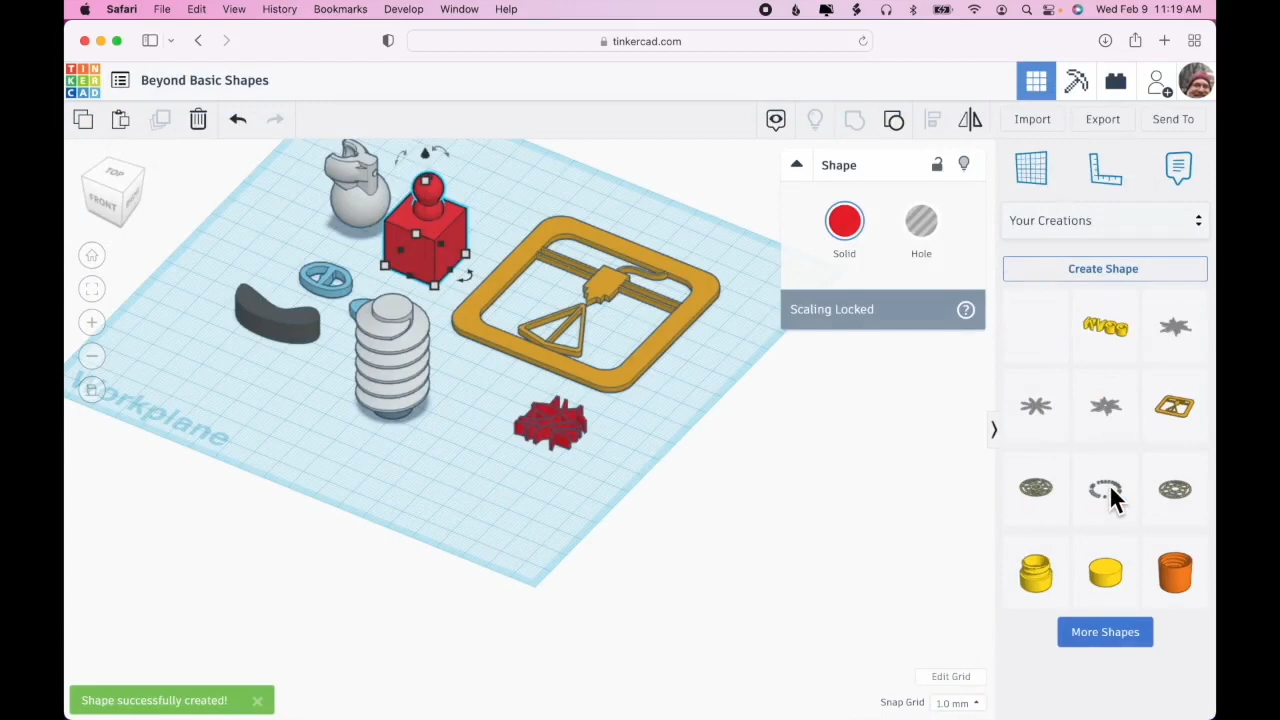 Safari File Edit View History Bookmarks Develop Window Help Wed Feb 9 11:19 AM
tinkercad.com
TIN
KER
CAD
Beyond Basic Shapes
Import Export Send To
TOP
FRONT
Shape
Solid Hole
Scaling Locked ?
Your Creations
Create Shape
Workplane
More Shapes
Edit Grid
Snap Grid 1.0 mm
Shape successfully created!